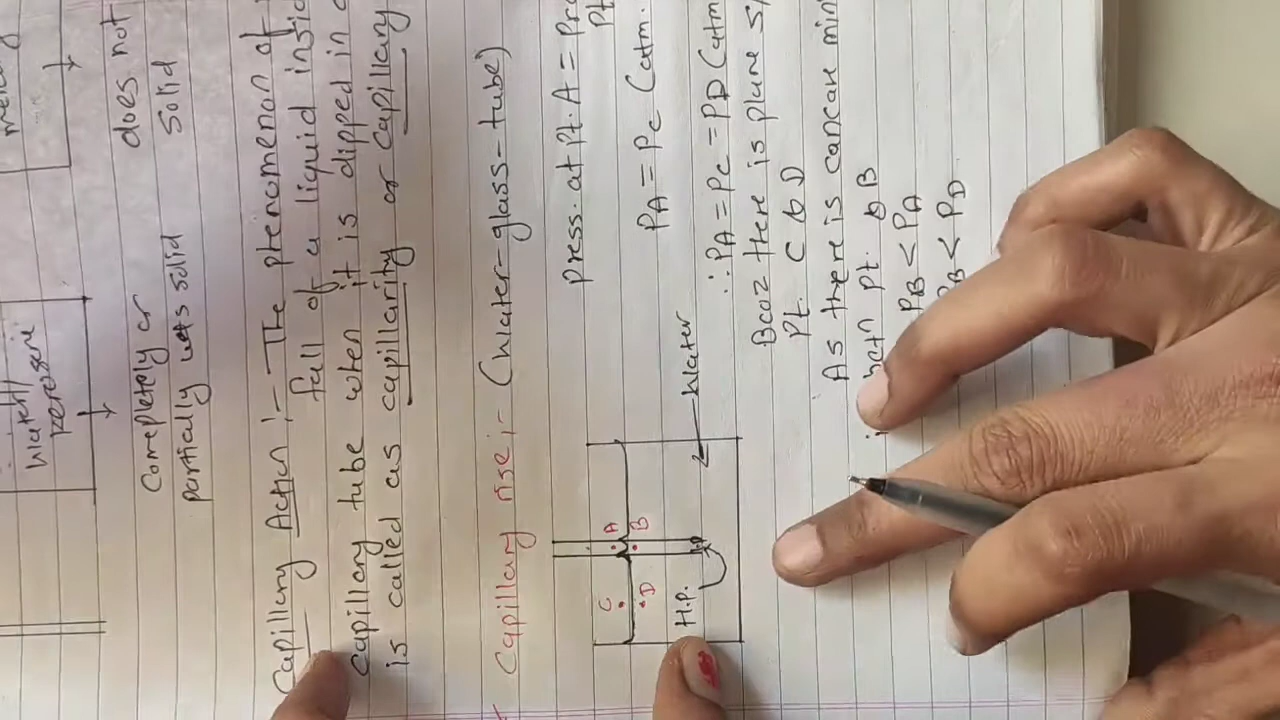 Water/
kerosene
Completely or
partially wets solid
does not
solid
Capillary Action :- The phenomenon of
fall of a liquid insid
capillary tube when it is dipped in
is called as capillarity or capillary
Capillary rise:- (Water-glass-tube)
C
A
D
B
H.P.
Water
press. at pt. A = Pre
Pt
PA = Pc (atm.
∴ PA = Pc = PD (atm
Bcoz there is plane s
Pt. C & D
As there is concave min
betn pt. & B
PB < PA
PB < PD